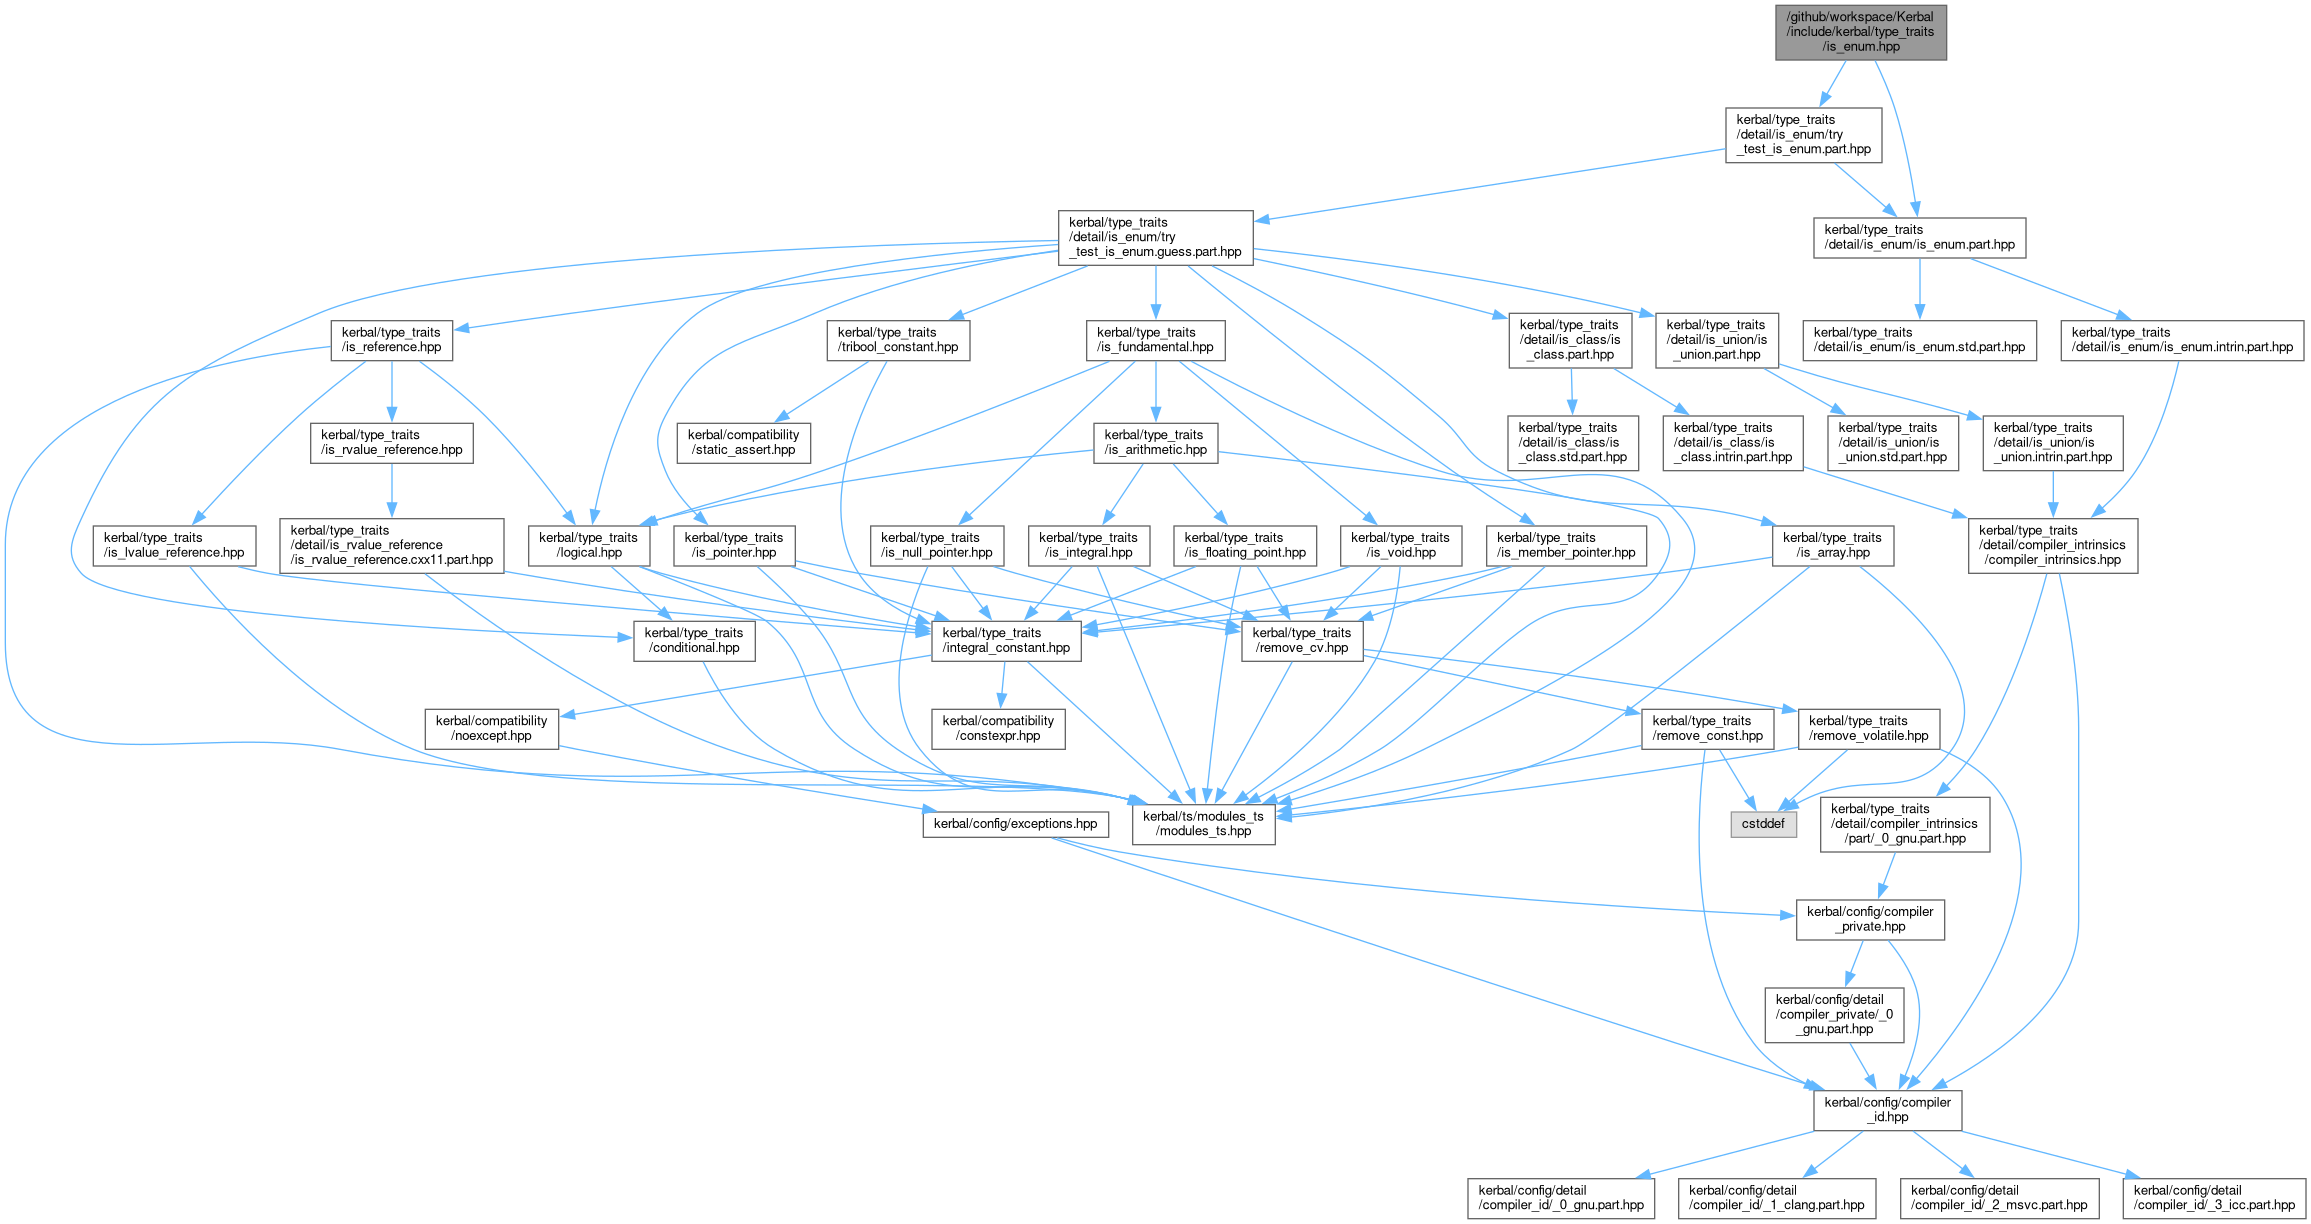 /github/workspace/Kerbal
/include/kerbal/type_traits
/is_enum.hpp
kerbal/type_traits
/detail/is_enum/try
_test_is_enum.part.hpp
kerbal/type_traits
/detail/is_enum/try
_test_is_enum.guess.part.hpp
kerbal/type_traits
/detail/is_enum/is_enum.part.hpp
kerbal/type_traits
/is_reference.hpp
kerbal/type_traits
/tribool_constant.hpp
kerbal/type_traits
/is_fundamental.hpp
kerbal/type_traits
/detail/is_class/is
_class.part.hpp
kerbal/type_traits
/detail/is_union/is
_union.part.hpp
kerbal/type_traits
/detail/is_enum/is_enum.std.part.hpp
kerbal/type_traits
/detail/is_enum/is_enum.intrin.part.hpp
kerbal/type_traits
/is_rvalue_reference.hpp
kerbal/compatibility
/static_assert.hpp
kerbal/type_traits
/is_arithmetic.hpp
kerbal/type_traits
/detail/is_class/is
_class.std.part.hpp
kerbal/type_traits
/detail/is_class/is
_class.intrin.part.hpp
kerbal/type_traits
/detail/is_union/is
_union.std.part.hpp
kerbal/type_traits
/detail/is_union/is
_union.intrin.part.hpp
kerbal/type_traits
/is_lvalue_reference.hpp
kerbal/type_traits
/detail/is_rvalue_reference
/is_rvalue_reference.cxx11.part.hpp
kerbal/type_traits
/logical.hpp
kerbal/type_traits
/is_pointer.hpp
kerbal/type_traits
/is_null_pointer.hpp
kerbal/type_traits
/is_integral.hpp
kerbal/type_traits
/is_floating_point.hpp
kerbal/type_traits
/is_void.hpp
kerbal/type_traits
/is_member_pointer.hpp
kerbal/type_traits
/is_array.hpp
kerbal/type_traits
/detail/compiler_intrinsics
/compiler_intrinsics.hpp
kerbal/type_traits
/conditional.hpp
kerbal/type_traits
/integral_constant.hpp
kerbal/type_traits
/remove_cv.hpp
kerbal/compatibility
/noexcept.hpp
kerbal/compatibility
/constexpr.hpp
kerbal/type_traits
/remove_const.hpp
kerbal/type_traits
/remove_volatile.hpp
kerbal/config/exceptions.hpp
kerbal/ts/modules_ts
/modules_ts.hpp
cstddef
kerbal/type_traits
/detail/compiler_intrinsics
/part/_0_gnu.part.hpp
kerbal/config/compiler
_private.hpp
kerbal/config/detail
/compiler_private/_0
_gnu.part.hpp
kerbal/config/compiler
_id.hpp
kerbal/config/detail
/compiler_id/_0_gnu.part.hpp
kerbal/config/detail
/compiler_id/_1_clang.part.hpp
kerbal/config/detail
/compiler_id/_2_msvc.part.hpp
kerbal/config/detail
/compiler_id/_3_icc.part.hpp